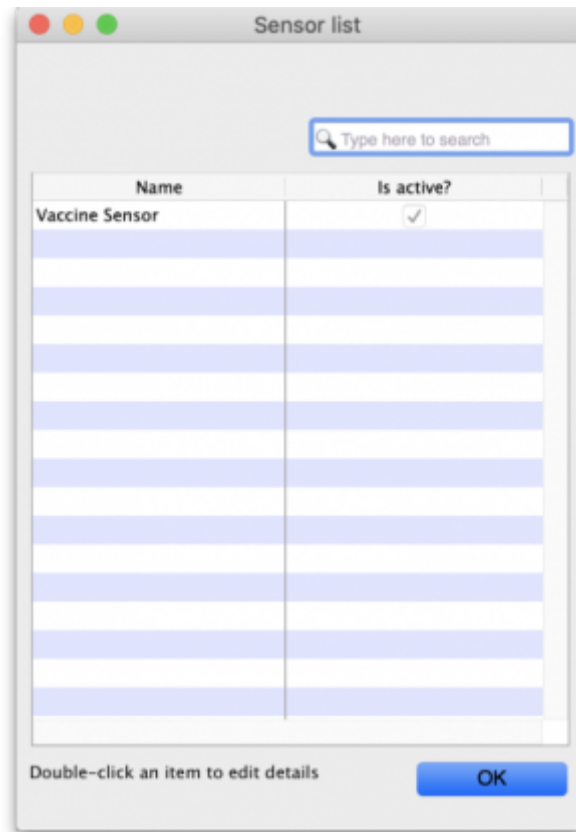 Sensor list
Type here to search
Name Is active?
Vaccine Sensor
Double-click an item to edit details
OK